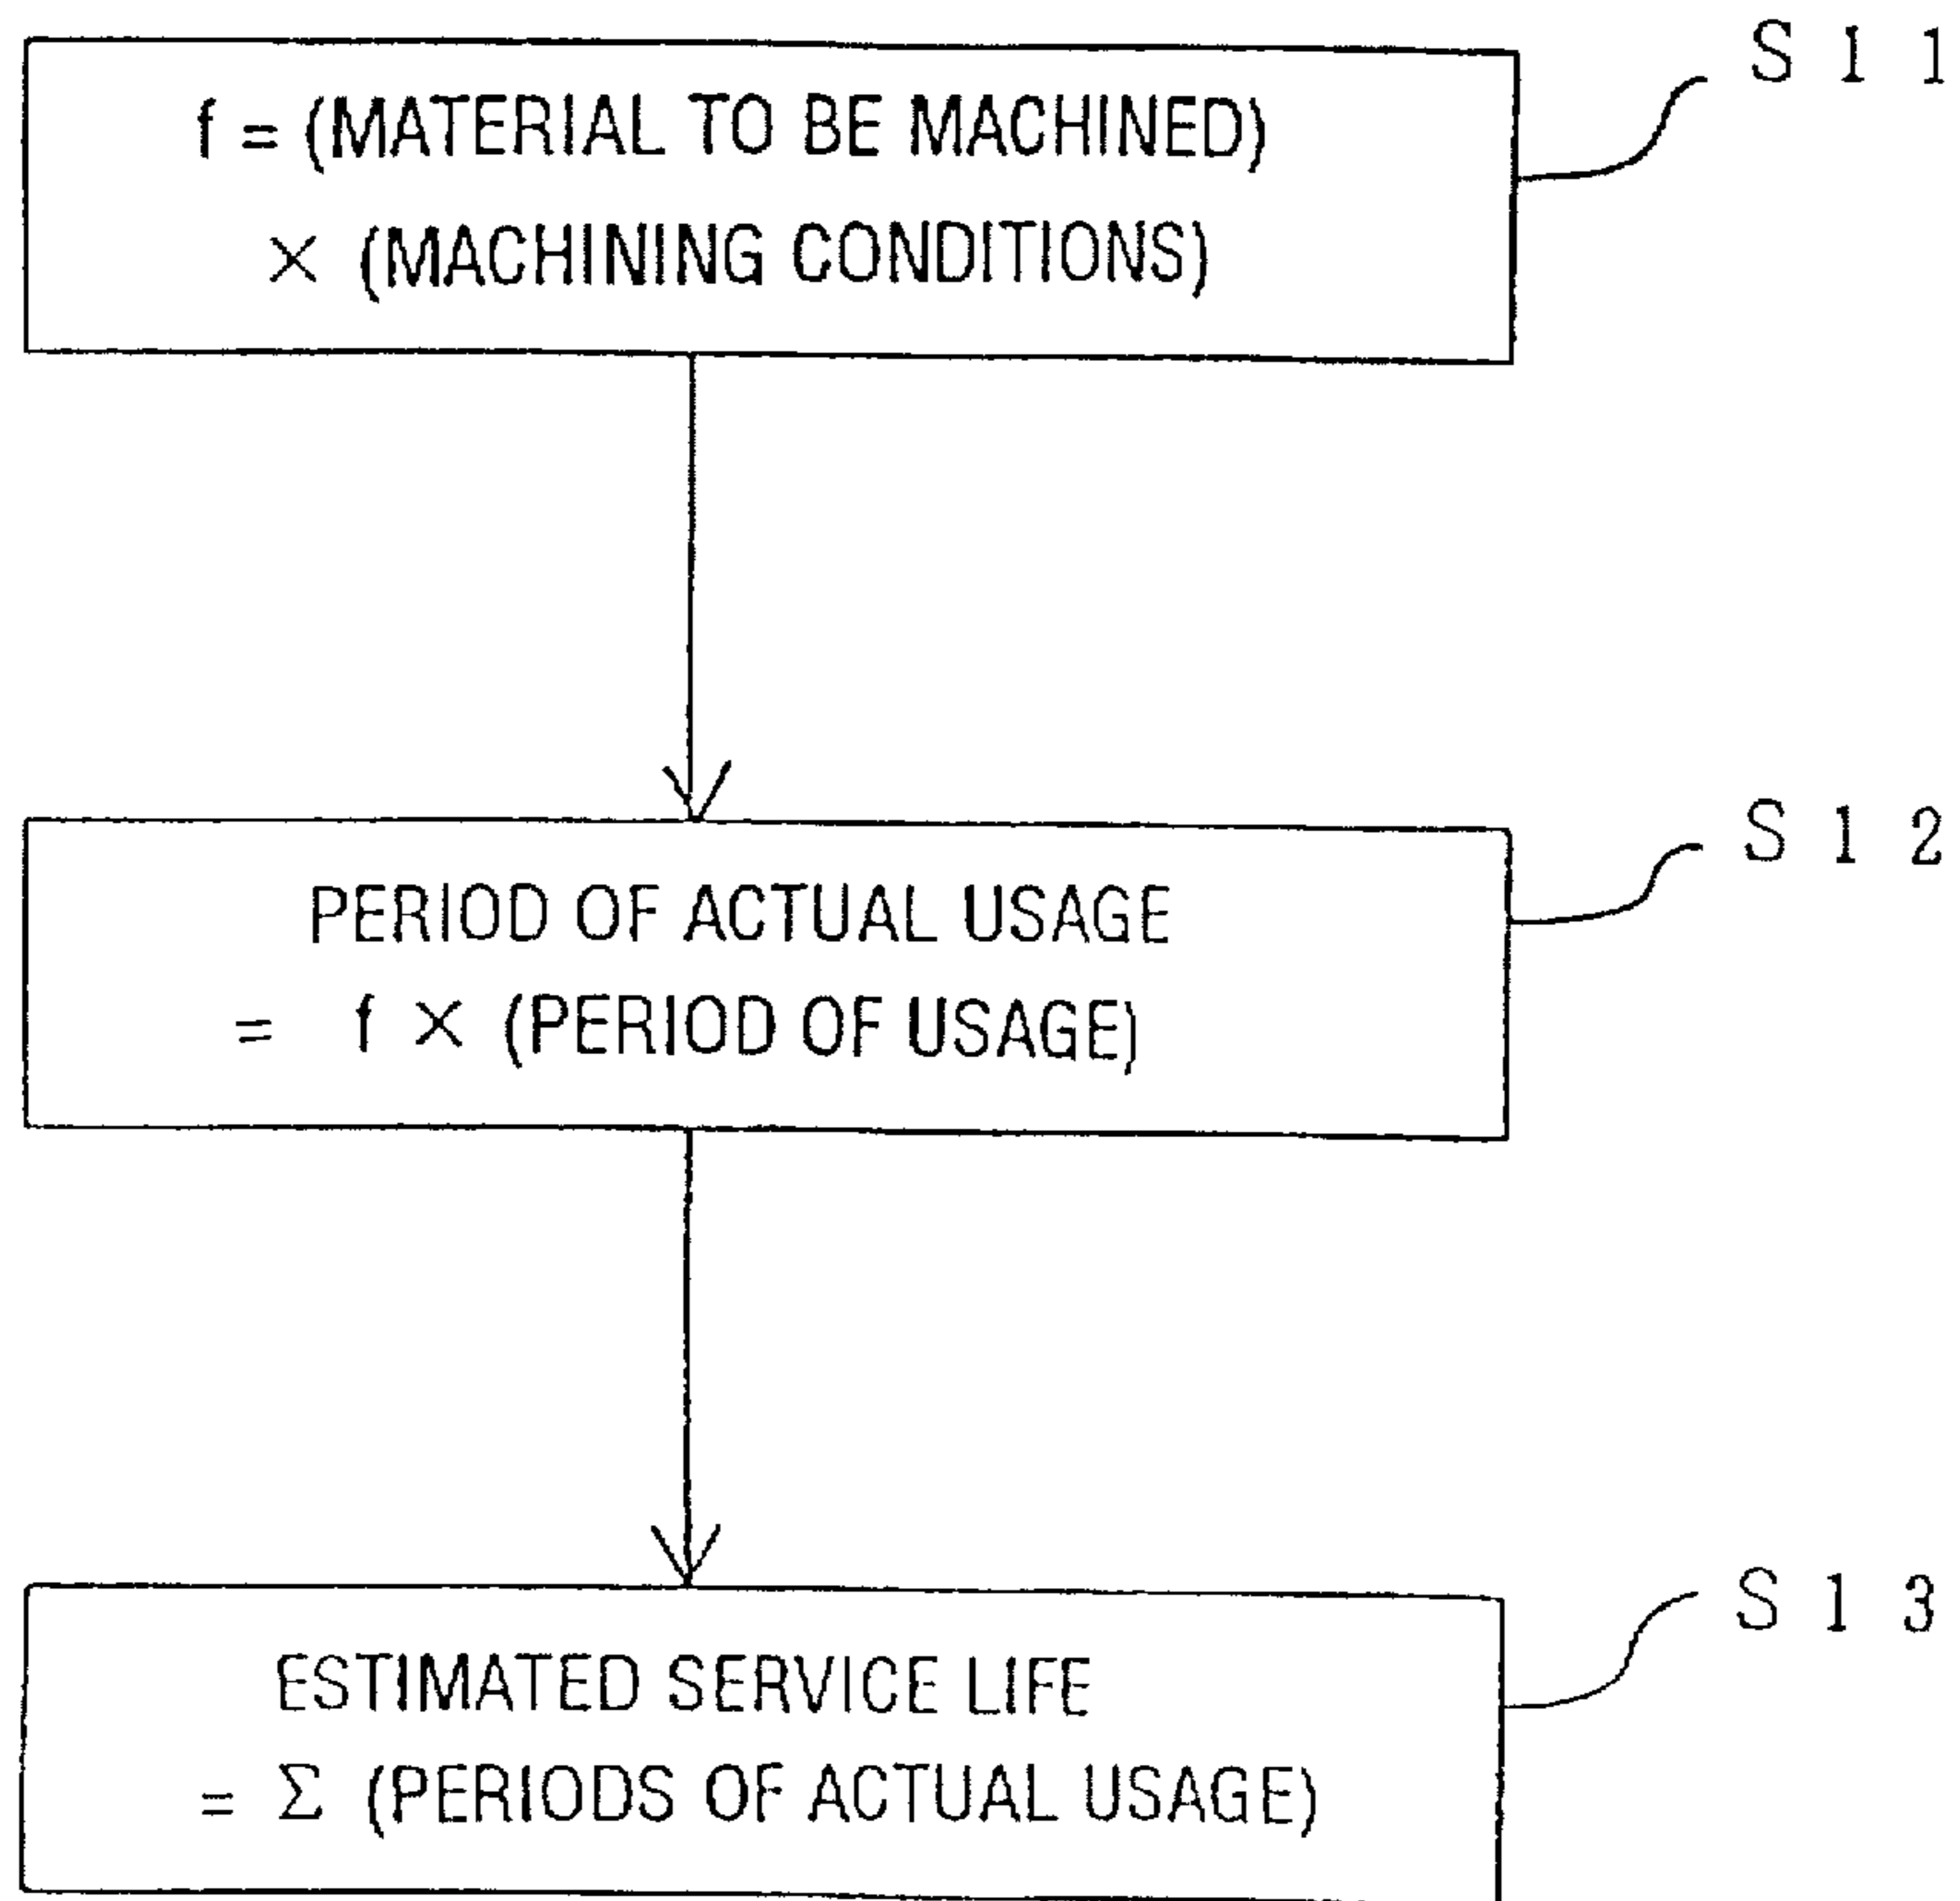 S 1 1
f = (MATERIAL TO BE MACHINED)
× (MACHINING CONDITIONS)
S 1 2
PERIOD OF ACTUAL USAGE
= f × (PERIOD OF USAGE)
S 1 3
ESTIMATED SERVICE LIFE
= Σ (PERIODS OF ACTUAL USAGE)